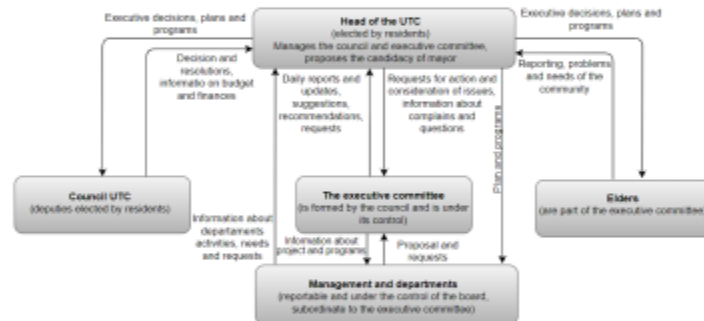 Executive decisions, plans and
programs
Head of the UTC
(elected by residents)
Manages the council and executive committee,
proposes the candidacy of mayor
Executive decisions, plans and
programs
Decision and
resolutions,
informatio on budget
and finances
Daily reports and
updates,
suggestions,
recommendations,
requests
Requests for action and
consideration of issues,
information about
complains and
questions
Plan and programs
Reporting, problems
and needs of the
community
Council UTC
(deputies elected by residents)
The executive committee
(is formed by the council and is under
its control)
Elders
(are part of the executive committee)
Information about
departaments
activities, needs
and requests
Information about
project and programs
Proposal and
requests
Management and departments
(reportable and under the control of the board,
subordinate to the executive committee)